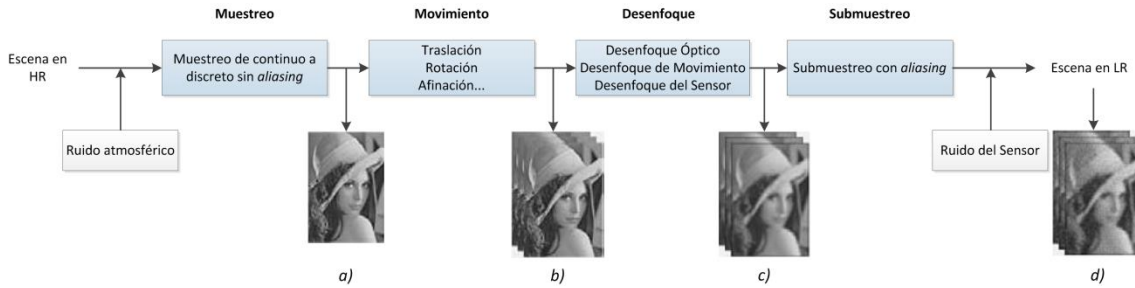 Muestreo
Movimiento
Desenfoque
Submuestreo
Escena en
HR
Muestreo de continuo a
discreto sin aliasing
Traslación
Rotación
Afinación...
Desenfoque Óptico
Desenfoque de Movimiento
Desenfoque del Sensor
Submuestreo con aliasing
Escena en LR
Ruido atmosférico
Ruido del Sensor
a)
b)
c)
d)